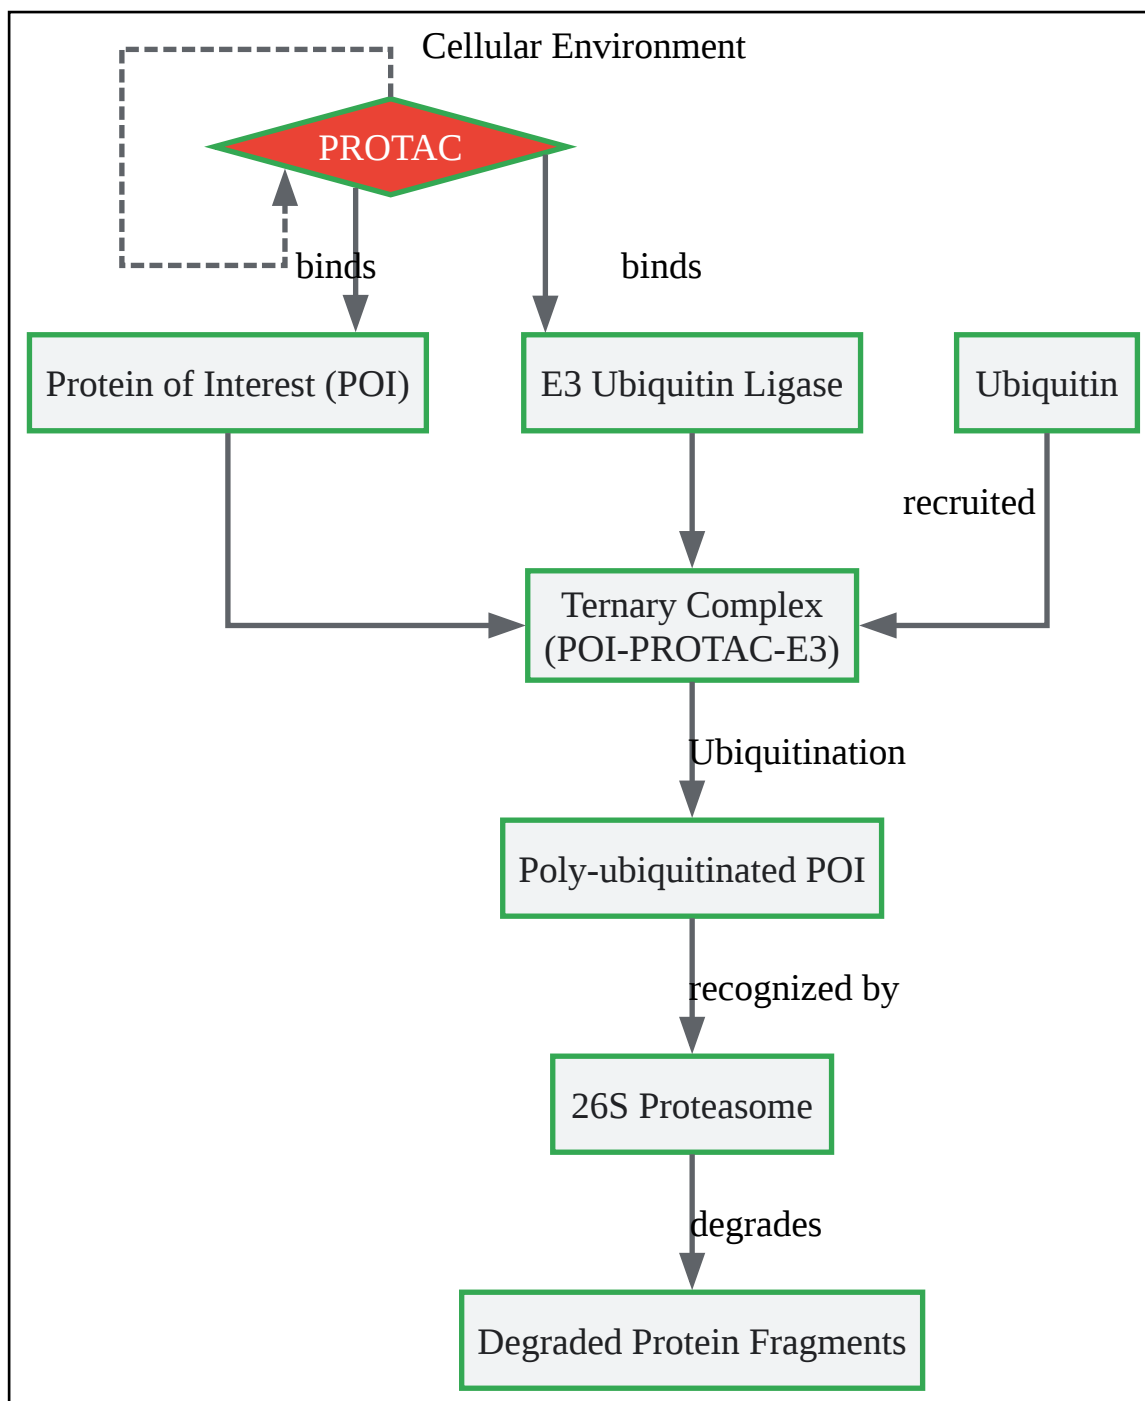 Cellular Environment
PROTAC
binds
binds
Protein of Interest (POI)
E3 Ubiquitin Ligase
Ubiquitin
recruited
Ternary Complex
(POI-PROTAC-E3)
Ubiquitination
Poly-ubiquitinated POI
recognized by
26S Proteasome
degrades
Degraded Protein Fragments